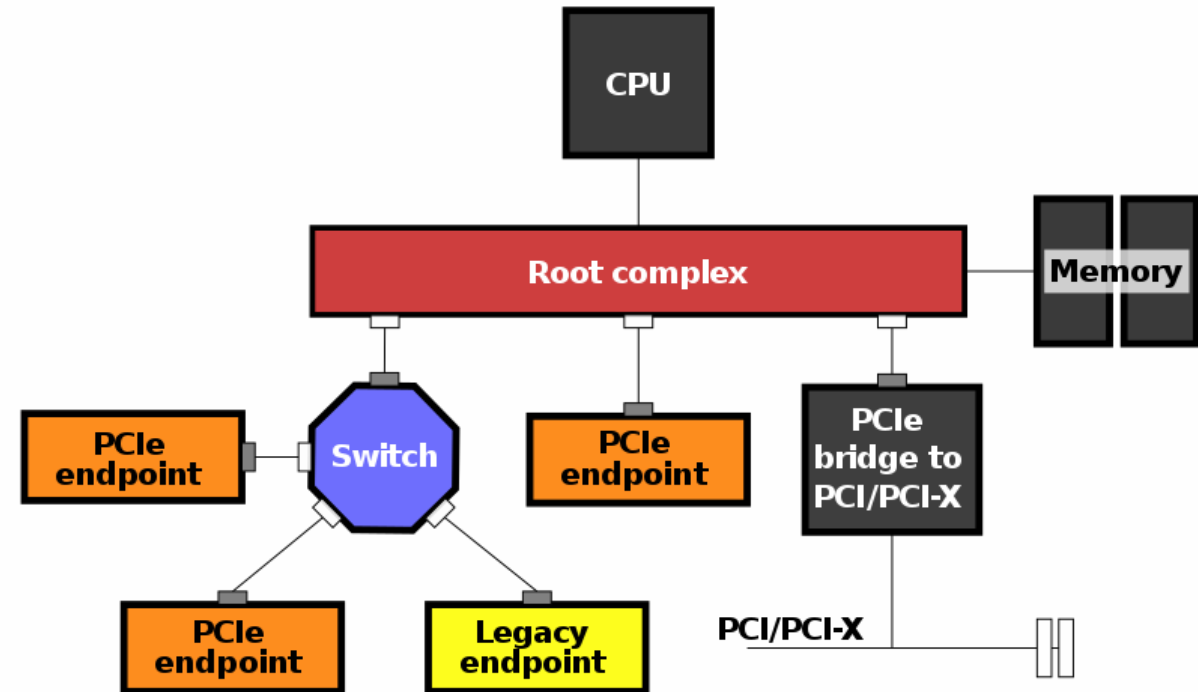 CPU
Root complex
Memory
PCIe
endpoint
Switch
PCIe
endpoint
PCIe
bridge to
PCI/PCI-X
PCIe
endpoint
Legacy
endpoint
PCI/PCI-X